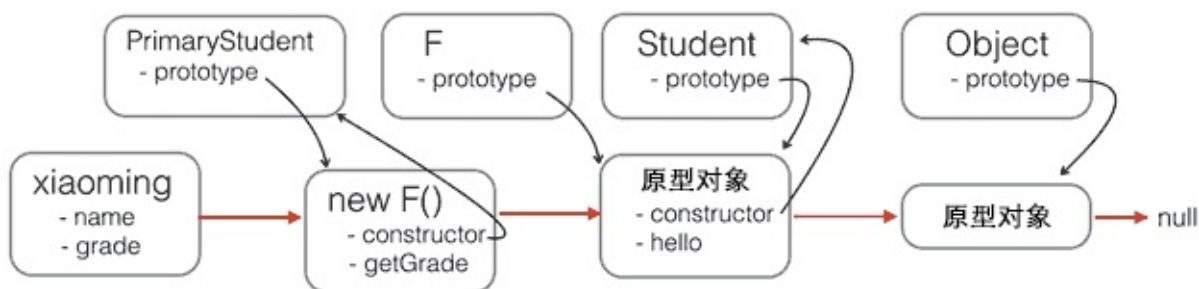 PrimaryStudent
- prototype
F
- prototype
Student
- prototype
Object
- prototype
xiaoming
- name
- grade
new F()
- constructor
- getGrade
原型对象
- constructor
- hello
原型对象
null